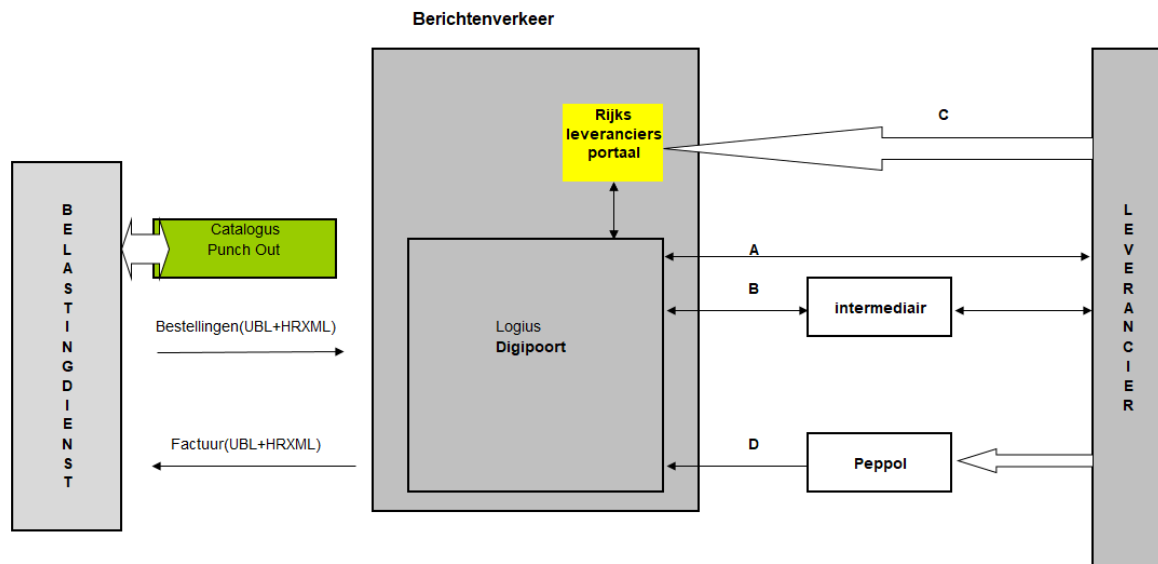 Berichtenverkeer
Rijks
leveranciers
portaal
C
B
E
L
A
S
T
I
N
G
D
I
E
N
S
T
Catalogus
Punch Out
Bestellingen(UBL+HRXML)
Factuur(UBL+HRXML)
Logius
Digipoort
A
B
intermediair
D
Peppol
L
E
V
E
R
A
N
C
I
E
R